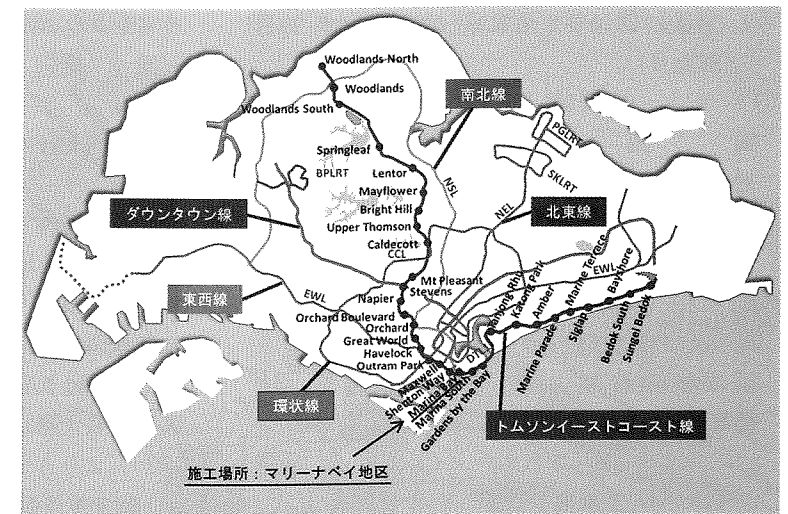 Woodlands North
Woodlands
Woodlands South
南北線
PGLRT
SKLRT
Springleaf
BPLRT
Lentor
NSL
Mayflower
NEL
ダウンタウン線
Bright Hill
北東線
Upper Thomson
Caldecott
CCL
Mt Pleasant
Stevens
東西線
EWL
Napier
Tanjong Rhu
Katong Park
Amber
Marine Terrace
EWL
Bayshore
Orchard Boulevard
Orchard
Great World
Havelock
Outram Park
DTL
Marine Parade
Siglap
Bedok South
Sungei Bedok
Maxwell
Shenton Way
Marina Bay
Marina South
Gardens by the Bay
環状線
トムソンイーストコースト線
施工場所：マリーナベイ地区